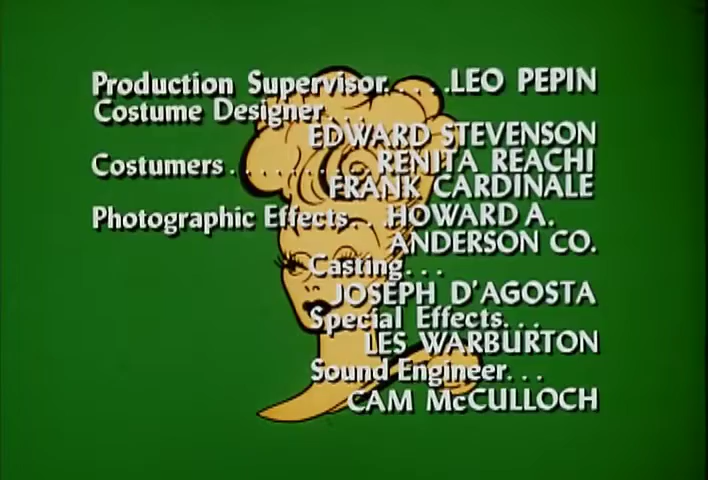 Production Supervisor.....LEO PEPIN
Costume Designer...
EDWARD STEVENSON
Costumers.........RENITA REACHI
FRANK CARDINALE
Photographic Effects...HOWARD A.
ANDERSON CO.
Casting...
JOSEPH D'AGOSTA
Special Effects...
LES WARBURTON
Sound Engineer...
CAM McCULLOCH